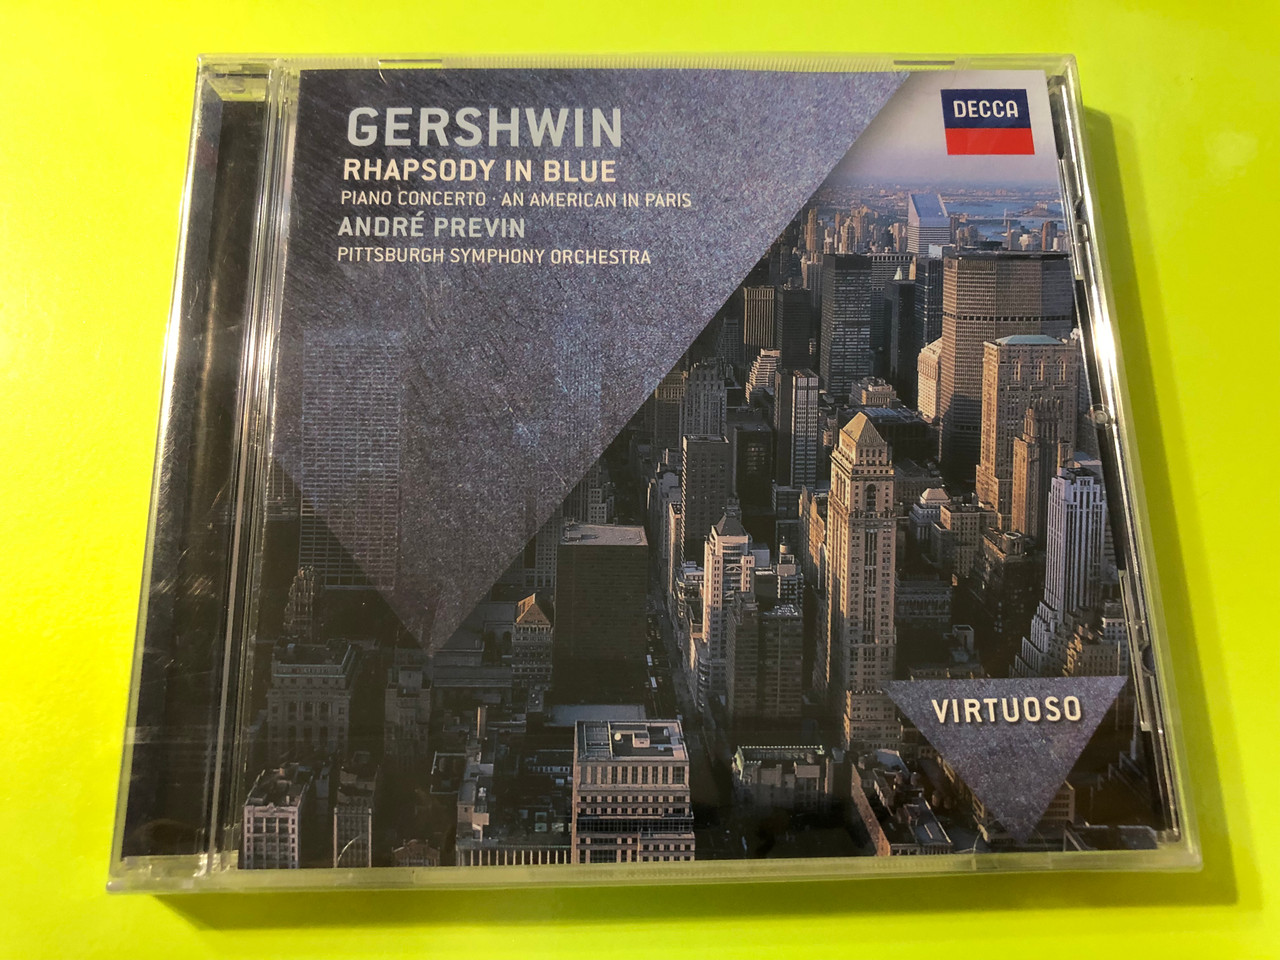 GERSHWIN
RHAPSODY IN BLUE
PIANO CONCERTO · AN AMERICAN IN PARIS
ANDRÉ PREVIN
PITTSBURGH SYMPHONY ORCHESTRA
DECCA
VIRTUOSO